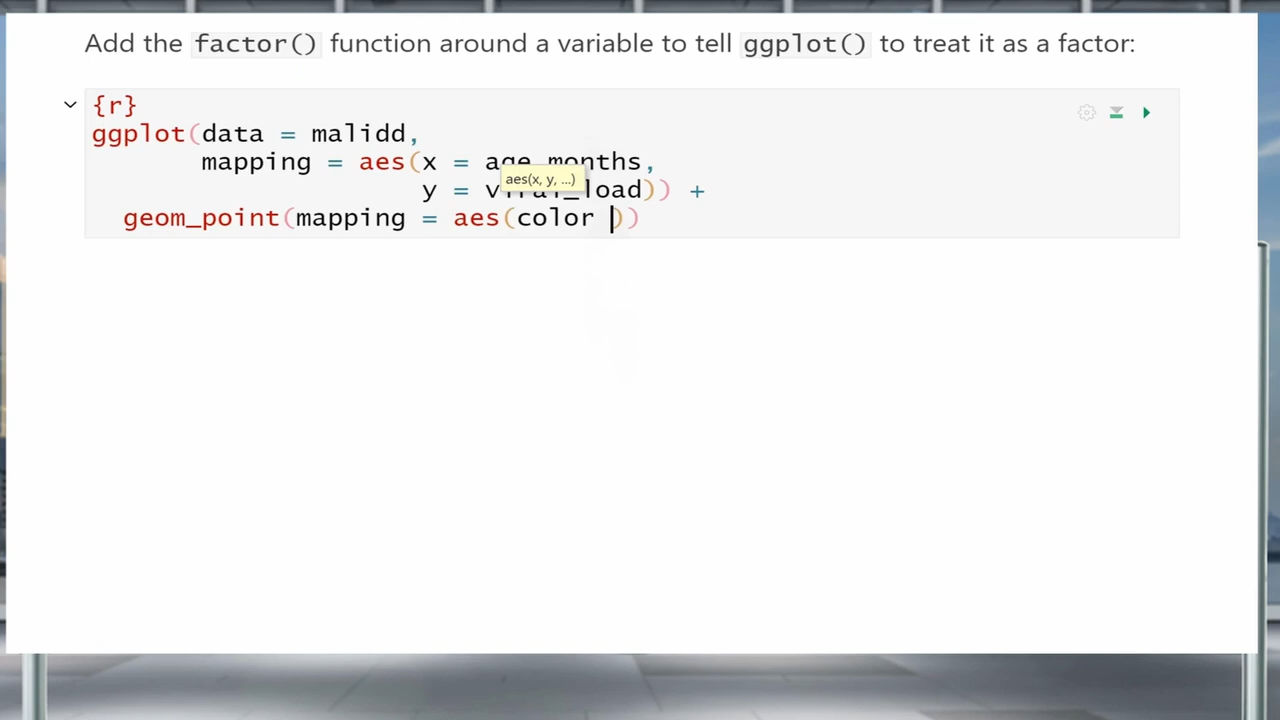 Add the factor() function around a variable to tell ggplot() to treat it as a factor:
{r}
ggplot(data = malidd,
mapping = aes(x = age_months,
aes(x, y, ...)
y = viral_load)) +
geom_point(mapping = aes(color ))